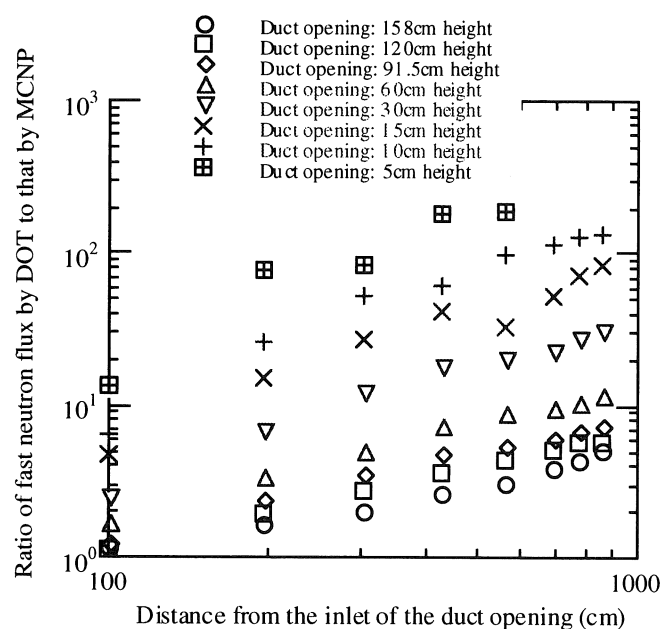 Duct opening: 158cm height
Duct opening: 120cm height
Duct opening: 91.5cm height
Duct opening: 60cm height
Duct opening: 30cm height
Duct opening: 15cm height
Duct opening: 10cm height
Duct opening: 5cm height
Ratio of fast neutron flux by DOT to that by MCNP
10³
10²
10¹
10⁰
100
1000
Distance from the inlet of the duct opening (cm)